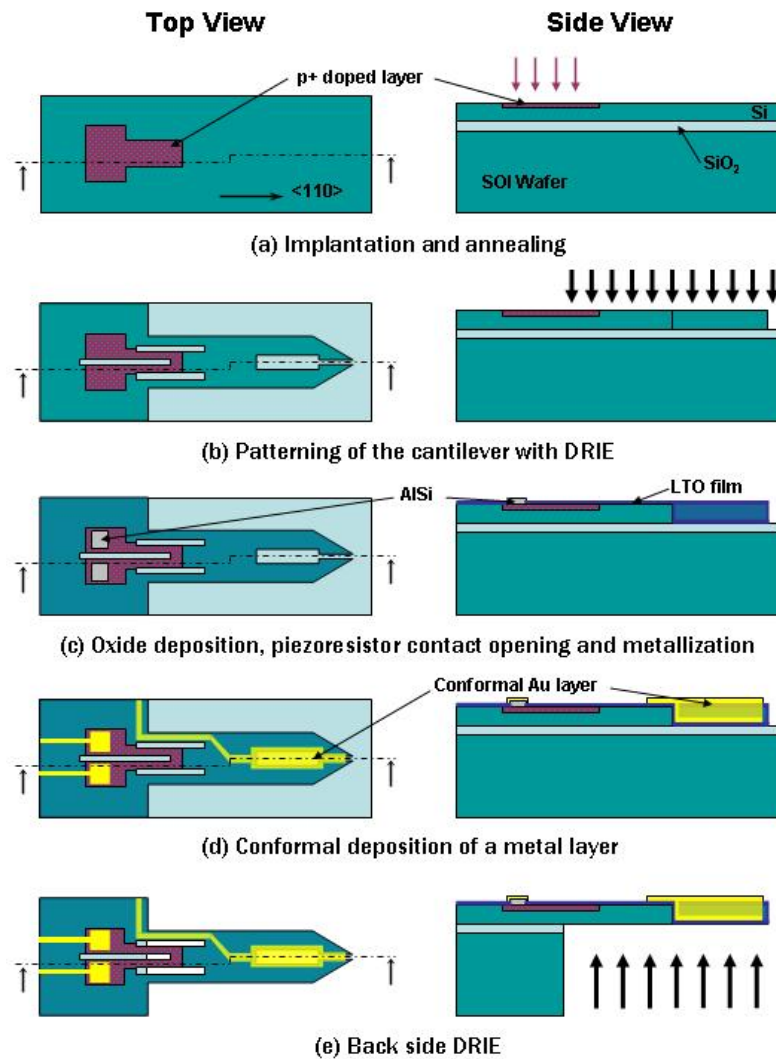 Top View
Side View
p+ doped layer
Si
SiO2
SOI Wafer
<110>
(a) Implantation and annealing
(b) Patterning of the cantilever with DRIE
AlSi
LTO film
(c) Oxide deposition, piezoresistor contact opening and metallization
Conformal Au layer
(d) Conformal deposition of a metal layer
(e) Back side DRIE